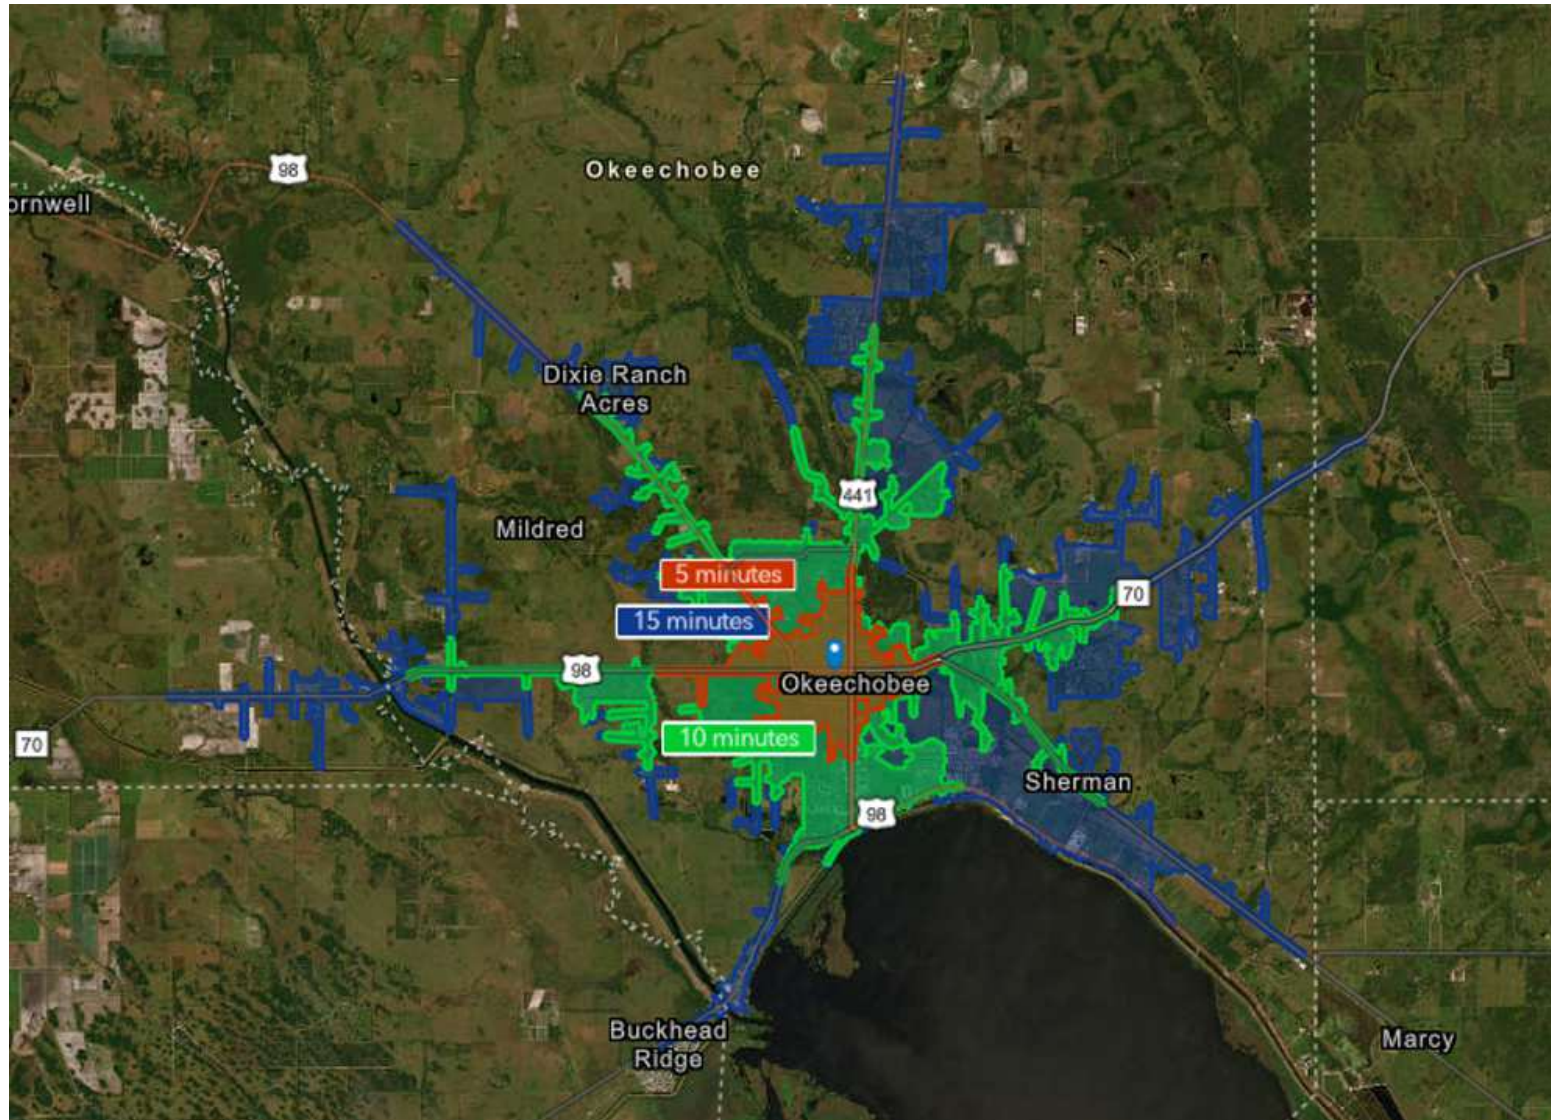 98
Okeechobee
ornwell
Dixie Ranch
Acres
441
Mildred
5 minutes
70
15 minutes
98
Okeechobee
70
10 minutes
Sherman
98
Buckhead
Ridge
Marcy